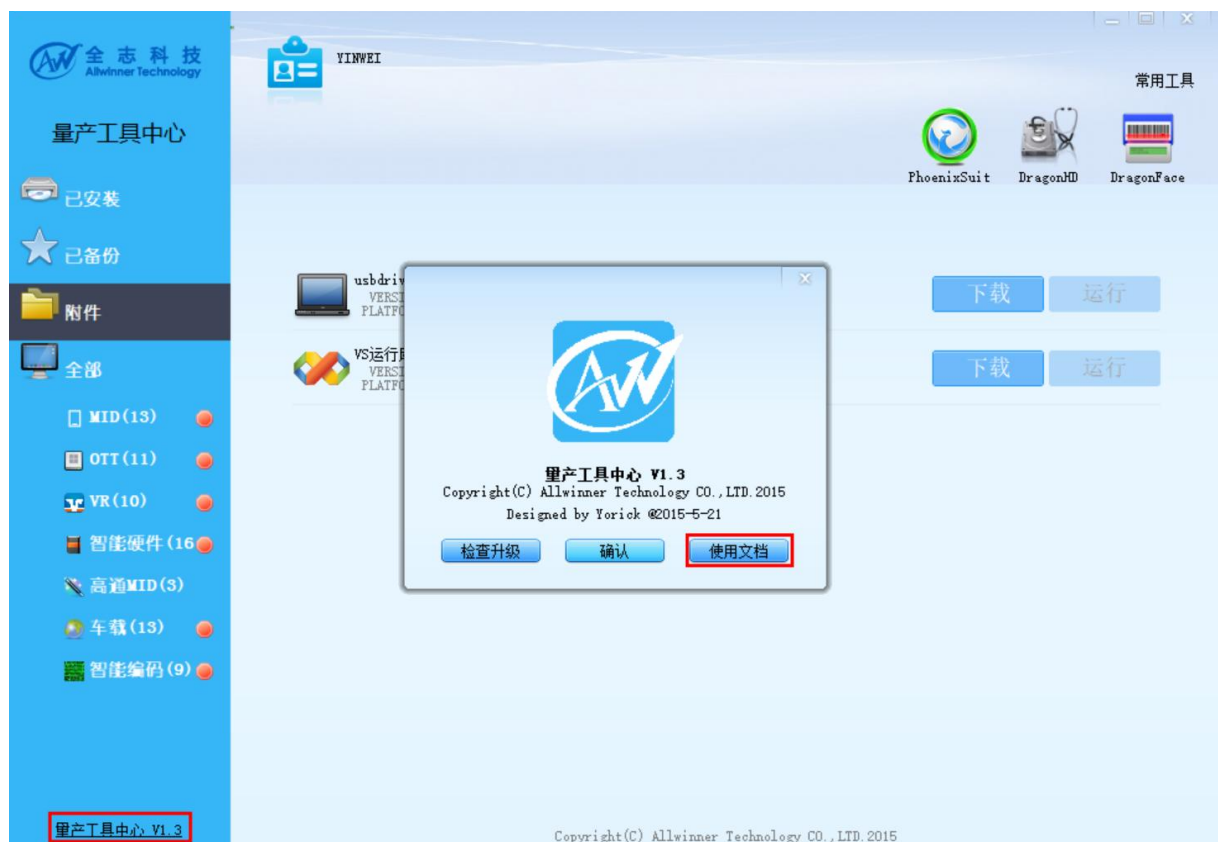 全志科技
Allwinner Technology
YINWEI
常用工具
量产工具中心
PhoenixSuit
DragonHD
DragonFace
已安装
已备份
附件
全部
MID(13)
OTT(11)
VR(10)
智能硬件(16
高通MID(3)
车载(13)
智能编码(9)
量产工具中心 V1.3
usbdriv
VERSI
PLATFO
下载
运行
VS运行
VERSI
PLATFO
下载
运行
AW
量产工具中心 V1.3
Copyright(C) Allwinner Technology CO.,LTD.2015
Designed by Yorick @2015-5-21
检查升级
确认
使用文档
Copyright(C) Allwinner Technology CO.,LTD.2015